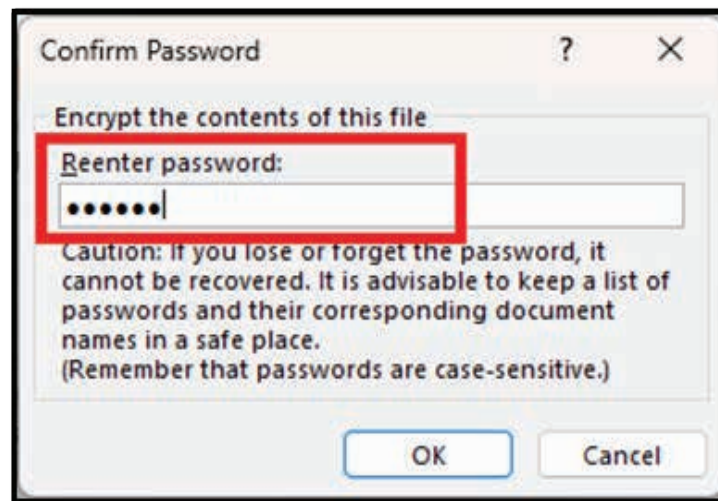 Confirm Password ? ×
Encrypt the contents of this file
Reenter password:
••••••
Caution: If you lose or forget the password, it
cannot be recovered. It is advisable to keep a list of
passwords and their corresponding document
names in a safe place.
(Remember that passwords are case-sensitive.)
OK Cancel